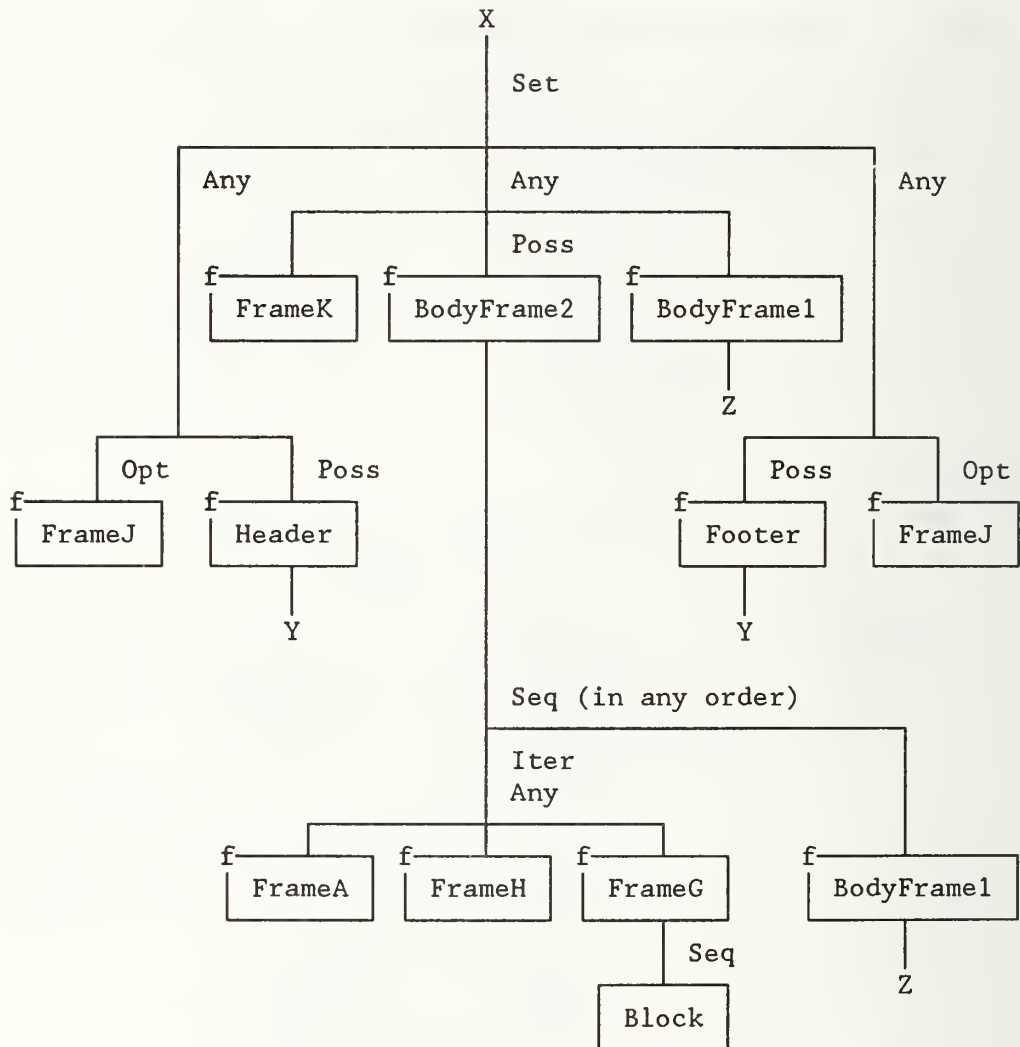 X
Set
Any Any Any
Poss
f f f
FrameK BodyFrame2 BodyFrame1
Z
Opt Poss Poss Opt
f f f f
FrameJ Header Footer FrameJ
Y Y
Seq (in any order)
Iter
Any
f f f f
FrameA FrameH FrameG BodyFrame1
Seq Z
Block